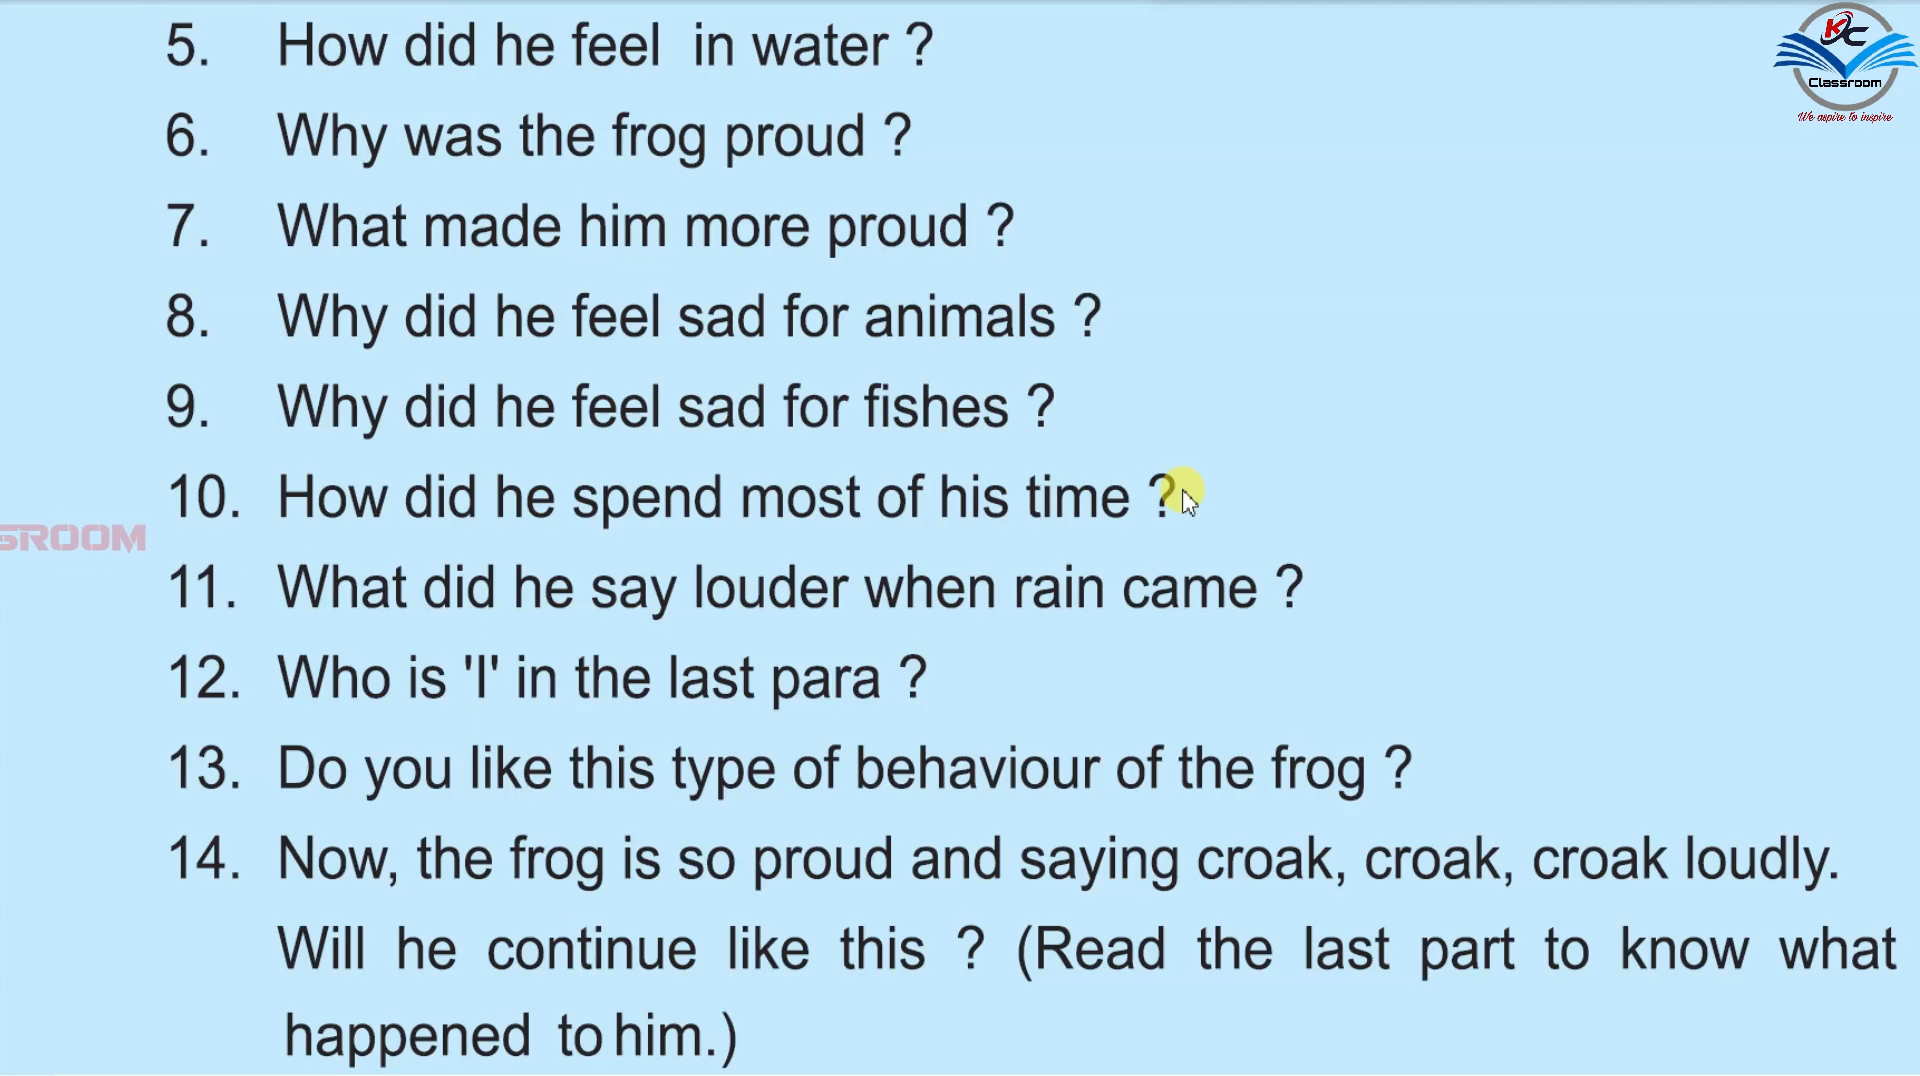 5. How did he feel in water ?
6. Why was the frog proud ?
7. What made him more proud ?
8. Why did he feel sad for animals ?
9. Why did he feel sad for fishes ?
10. How did he spend most of his time ?
11. What did he say louder when rain came ?
12. Who is 'I' in the last para ?
13. Do you like this type of behaviour of the frog ?
14. Now, the frog is so proud and saying croak, croak, croak loudly.
Will he continue like this ? (Read the last part to know what
happened to him.)
KC
Classroom
We aspire to inspire
SROOM